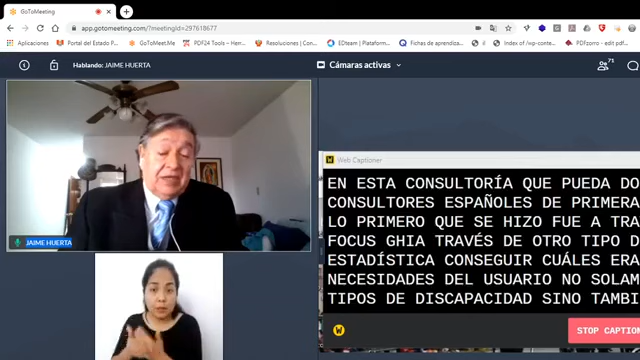 GoToMeeting
app.gotomeeting.com/?meetingId=297618677
Aplicaciones Portal del Estado P... GoToMeet.Me PDF24 Tools – Herr... Resoluciones | Con... EDteam | Plataform... Fichas de aprendizaj... Index of /wp-conte... PDFzorro - edit pdf...
Hablando: JAIME HUERTA
Cámaras activas
71
Web Captioner
EN ESTA CONSULTORÍA QUE PUEDA DO
CONSULTORES ESPAÑOLES DE PRIMERA
LO PRIMERO QUE SE HIZO FUE A TRA
FOCUS GHIA TRAVÉS DE OTRO TIPO D
ESTADÍSTICA CONSEGUIR CUÁLES ERA
NECESIDADES DEL USUARIO NO SOLAM
TIPOS DE DISCAPACIDAD SINO TAMBI
JAIME HUERTA
STOP CAPTION